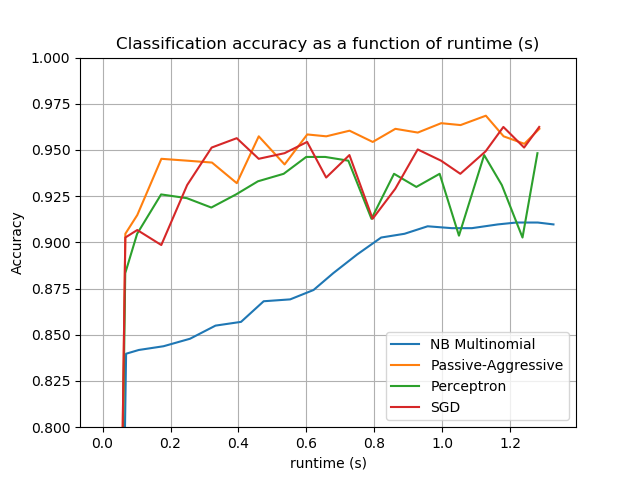 Classification accuracy as a function of runtime (s)
1.000
0.975
0.950
0.925
0.900
0.875
0.850
0.825
0.800
Accuracy
NB Multinomial
Passive-Aggressive
Perceptron
SGD
0.0 0.2 0.4 0.6 0.8 1.0 1.2
runtime (s)